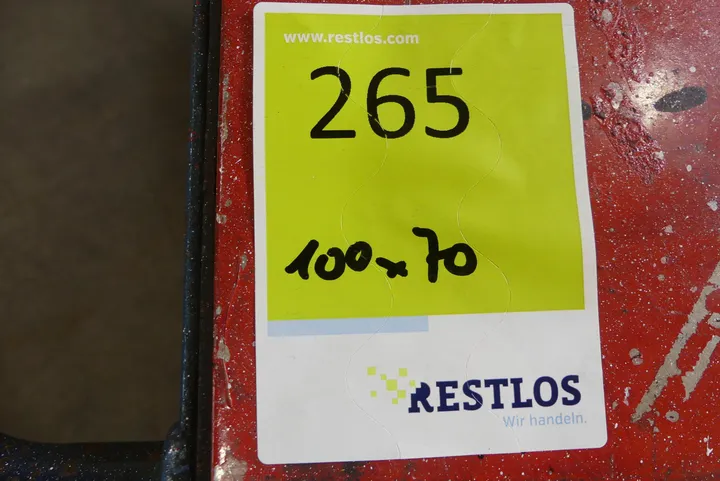 www.restlos.com
265
100x70
RESTLOS
Wir handeln.